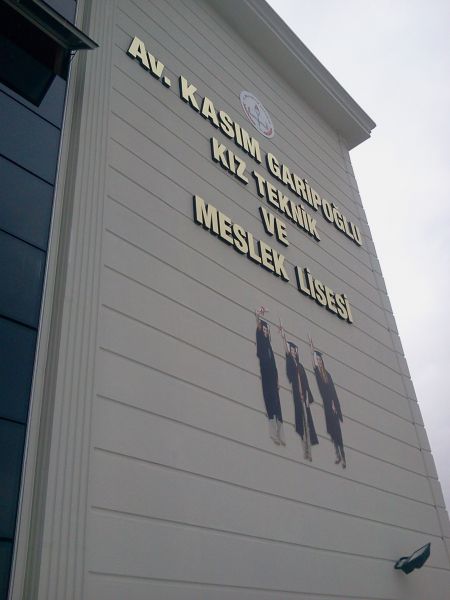 AV. KASIM GARİPOĞLU
KIZ TEKNİK
VE
MESLEK LİSESİ